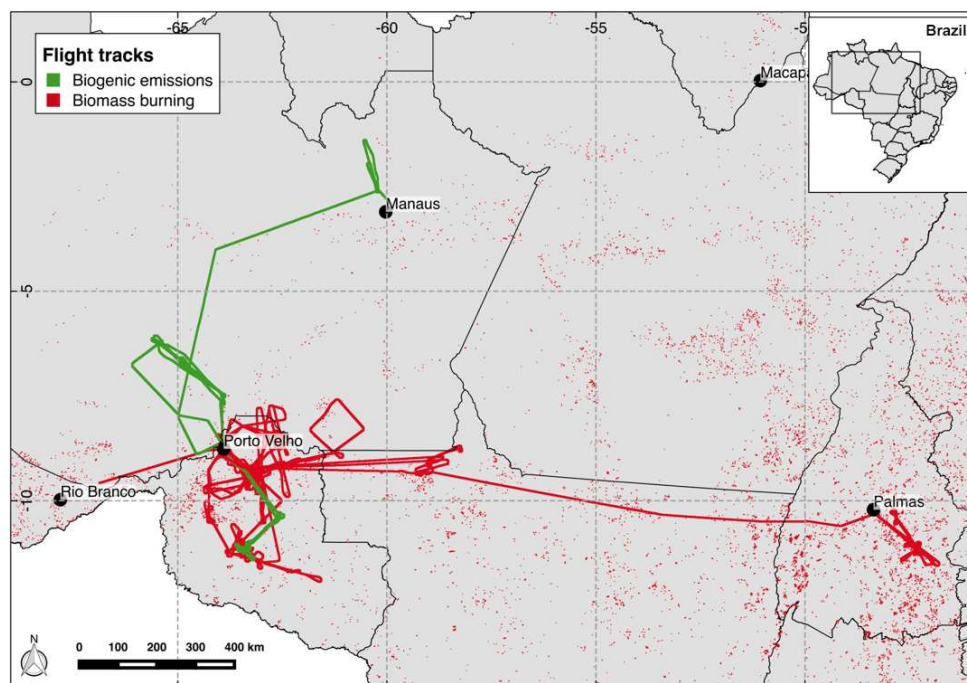 -65
-60
-55
-50
Brazil
Flight tracks
Biogenic emissions
Biomass burning
0
Macapá
Manaus
-5
Porto Velho
Rio Branco
-10
Palmas
N
0 100 200 300 400 km